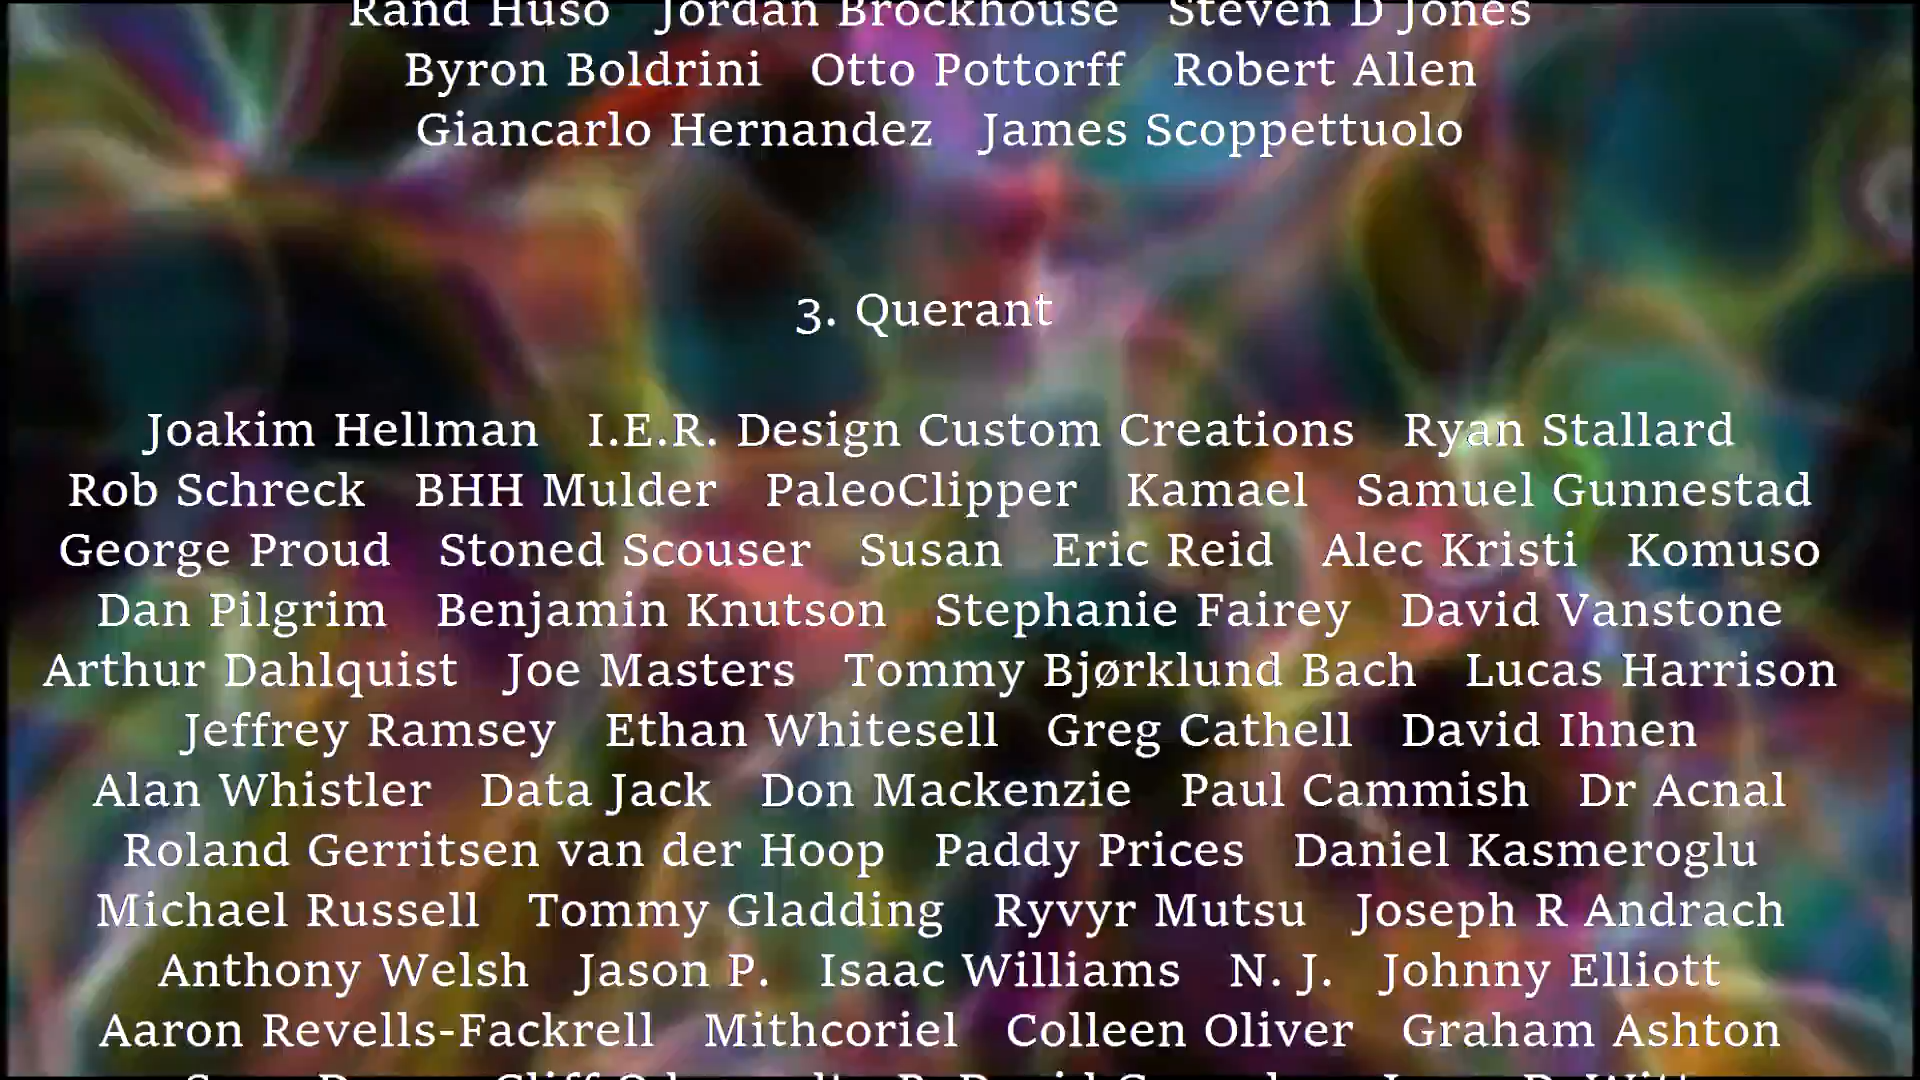 Rand Huso Jordan Brockhouse Steven D Jones
Byron Boldrini Otto Pottorff Robert Allen
Giancarlo Hernandez James Scoppettuolo
3. Querant
Joakim Hellman I.E.R. Design Custom Creations Ryan Stallard
Rob Schreck BHH Mulder PaleoClipper Kamael Samuel Gunnestad
George Proud Stoned Scouser Susan Eric Reid Alec Kristi Komuso
Dan Pilgrim Benjamin Knutson Stephanie Fairey David Vanstone
Arthur Dahlquist Joe Masters Tommy Bjørklund Bach Lucas Harrison
Jeffrey Ramsey Ethan Whitesell Greg Cathell David Ihnen
Alan Whistler Data Jack Don Mackenzie Paul Cammish Dr Acnal
Roland Gerritsen van der Hoop Paddy Prices Daniel Kasmeroglu
Michael Russell Tommy Gladding Ryvyr Mutsu Joseph R Andrach
Anthony Welsh Jason P. Isaac Williams N. J. Johnny Elliott
Aaron Revells-Fackrell Mithcoriel Colleen Oliver Graham Ashton